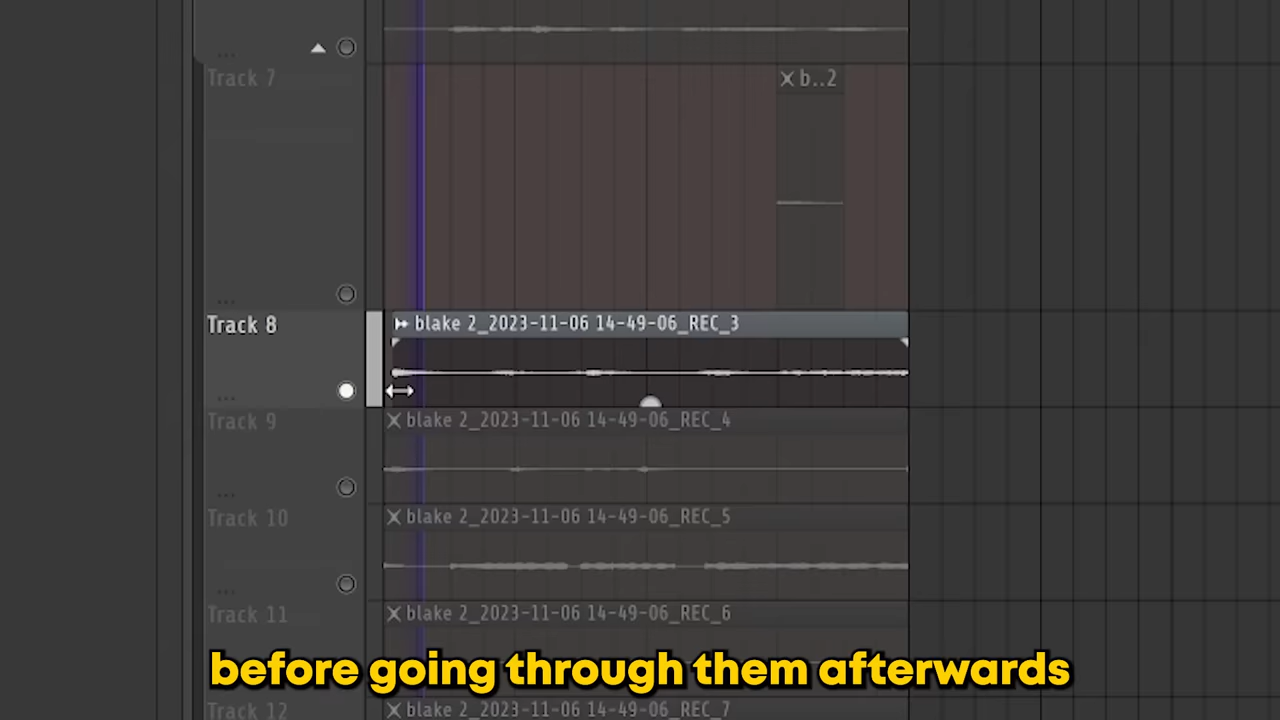 ...
Track 7
b..2
...
Track 8
blake 2_2023-11-06 14-49-06_REC_3
...
Track 9
blake 2_2023-11-06 14-49-06_REC_4
...
Track 10
blake 2_2023-11-06 14-49-06_REC_5
...
Track 11
blake 2_2023-11-06 14-49-06_REC_6
before going through them afterwards
Track 12
blake 2_2023-11-06 14-49-06_REC_7